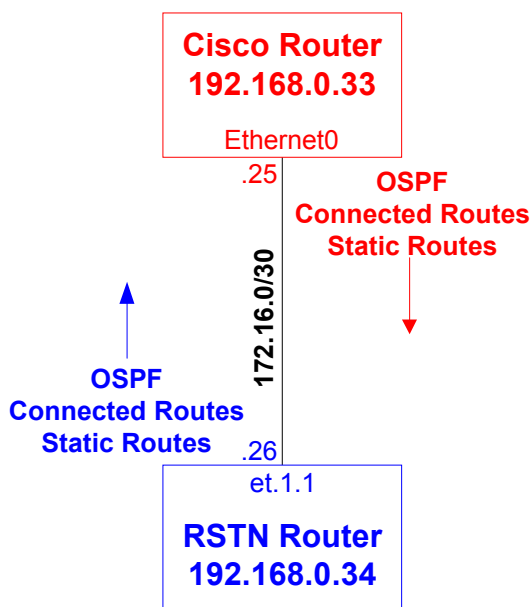 Cisco Router
192.168.0.33
Ethernet0
.25
OSPF
Connected Routes
Static Routes
172.16.0/30
OSPF
Connected Routes
Static Routes
.26
et.1.1
RSTN Router
192.168.0.34